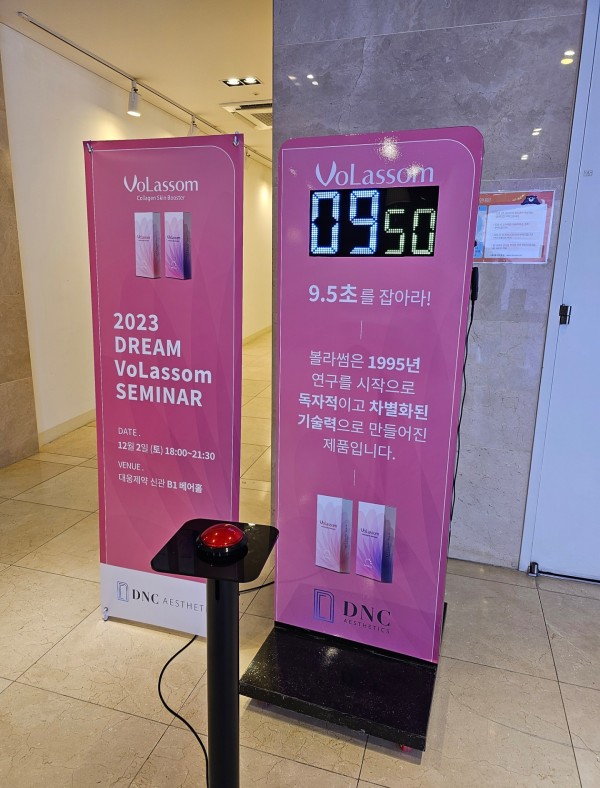 VoLassom
Collagen Skin Booster
2023
DREAM
VoLassom
SEMINAR
DATE .
12월 2일 (토) 18:00~21:30
VENUE .
대웅제약 신관 B1 베어홀
DNC AESTHET
VoLassom
09 50
9.5초를 잡아라!
볼라썸은 1995년
연구를 시작으로
독자적이고 차별화된
기술력으로 만들어진
제품입니다.
VoLassom
DNC
AESTHETICS